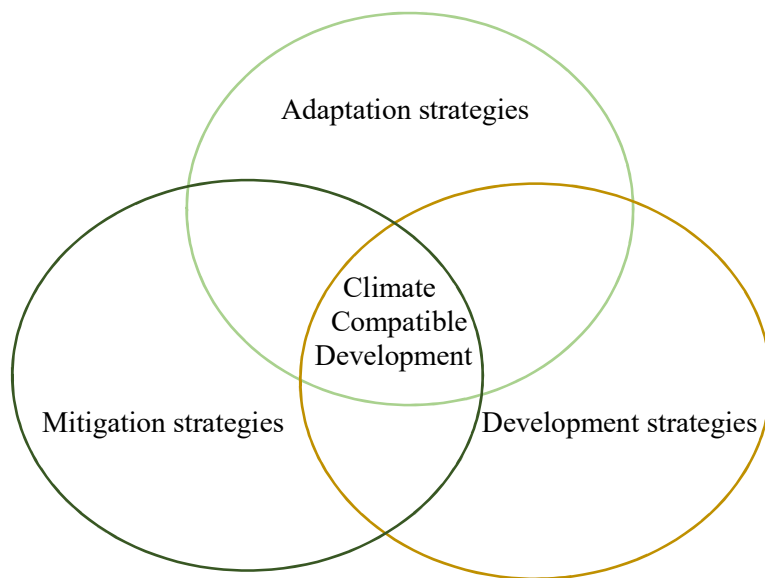 Adaptation strategies
Climate
Compatible
Development
Mitigation strategies
Development strategies